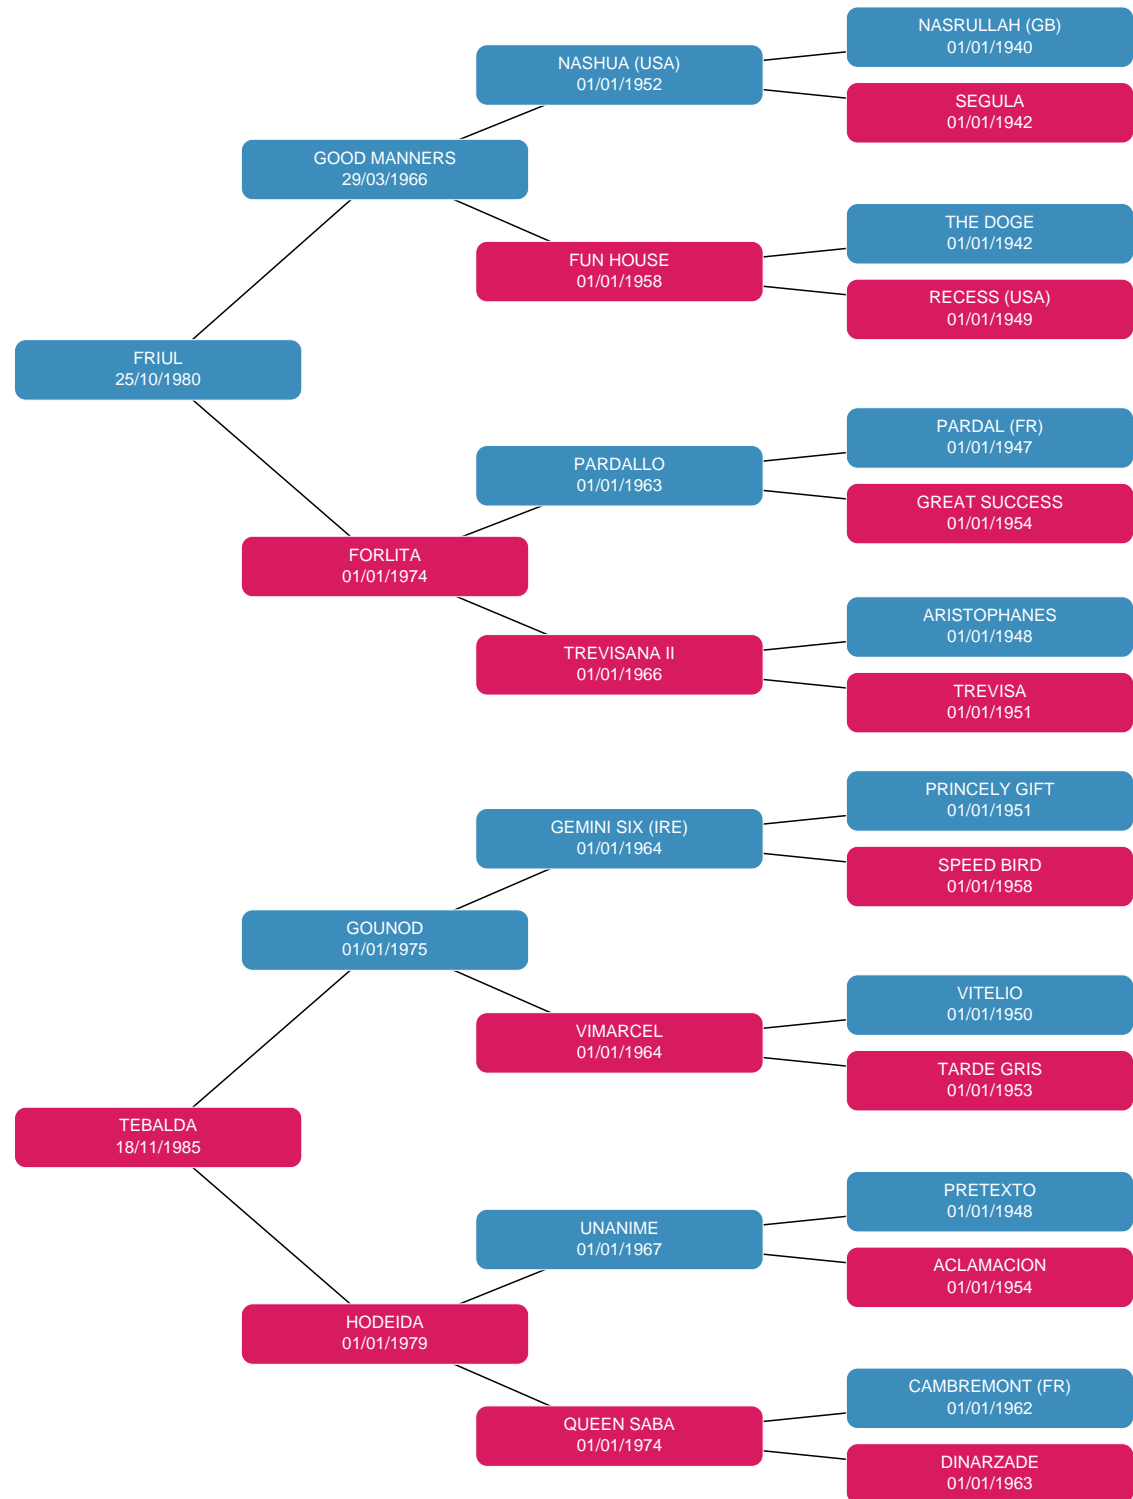 NASRULLAH (GB)
01/01/1940
NASHUA (USA)
01/01/1952
SEGULA
01/01/1942
GOOD MANNERS
29/03/1966
THE DOGE
01/01/1942
FUN HOUSE
01/01/1958
RECESS (USA)
01/01/1949
FRIUL
25/10/1980
PARDAL (FR)
01/01/1947
PARDALLO
01/01/1963
GREAT SUCCESS
01/01/1954
FORLITA
01/01/1974
ARISTOPHANES
01/01/1948
TREVISANA II
01/01/1966
TREVISA
01/01/1951
PRINCELY GIFT
01/01/1951
GEMINI SIX (IRE)
01/01/1964
SPEED BIRD
01/01/1958
GOUNOD
01/01/1975
VITELIO
01/01/1950
VIMARCEL
01/01/1964
TARDE GRIS
01/01/1953
TEBALDA
18/11/1985
PRETEXTO
01/01/1948
UNANIME
01/01/1967
ACLAMACION
01/01/1954
HODEIDA
01/01/1979
CAMBREMONT (FR)
01/01/1962
QUEEN SABA
01/01/1974
DINARZADE
01/01/1963